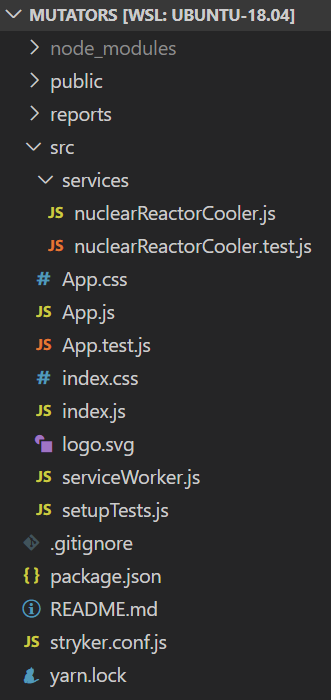 MUTATORS [WSL: UBUNTU-18.04]
node_modules
public
reports
src
services
JS nuclearReactorCooler.js
JS nuclearReactorCooler.test.js
# App.css
JS App.js
JS App.test.js
# index.css
JS index.js
logo.svg
JS serviceWorker.js
JS setupTests.js
.gitignore
{} package.json
README.md
JS stryker.conf.js
yarn.lock